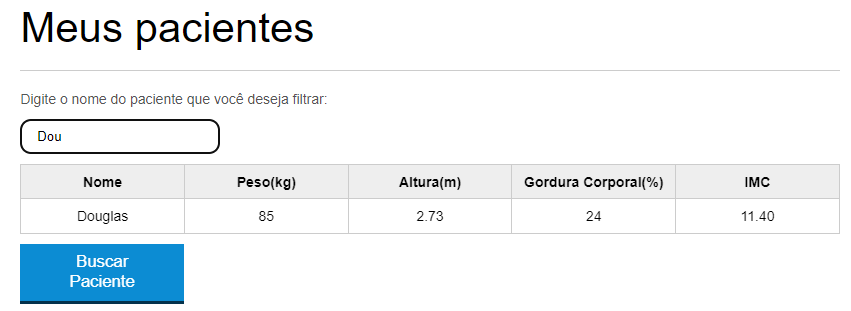 Meus pacientes
Digite o nome do paciente que você deseja filtrar:
Dou
Nome Peso(kg) Altura(m) Gordura Corporal(%) IMC
Douglas 85 2.73 24 11.40
Buscar
Paciente